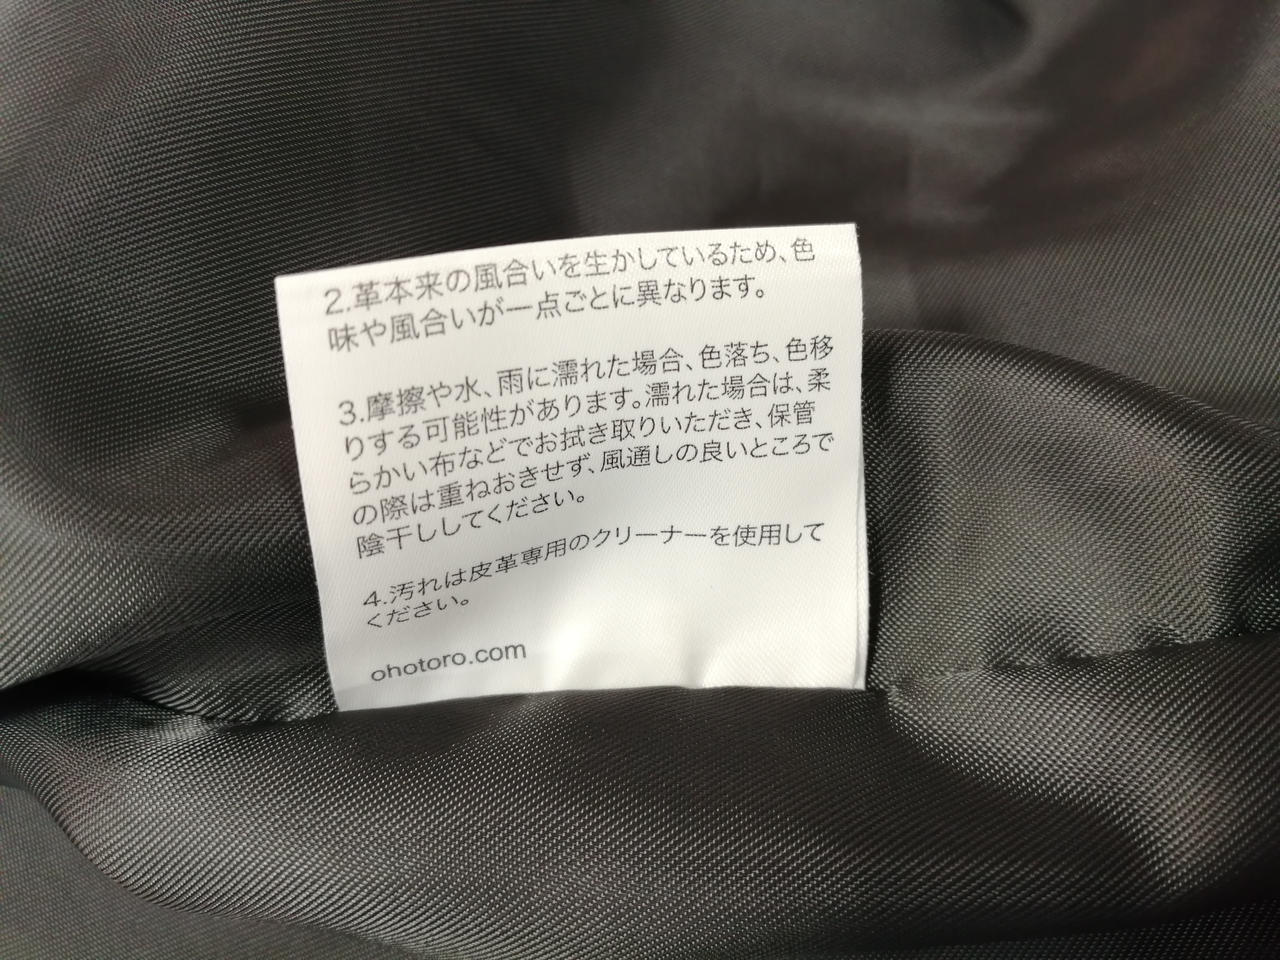 2.革本来の風合いを生かしているため、色
味や風合いが一点ごとに異なります。
3.摩擦や水、雨に濡れた場合、色落ち、色移
りする可能性があります。濡れた場合は、柔
らかい布などでお拭き取りいただき、保管
の際は重ねおきせず、風通しの良いところで
陰干ししてください。
4.汚れは皮革専用のクリーナーを使用して
ください。
ohotoro.com